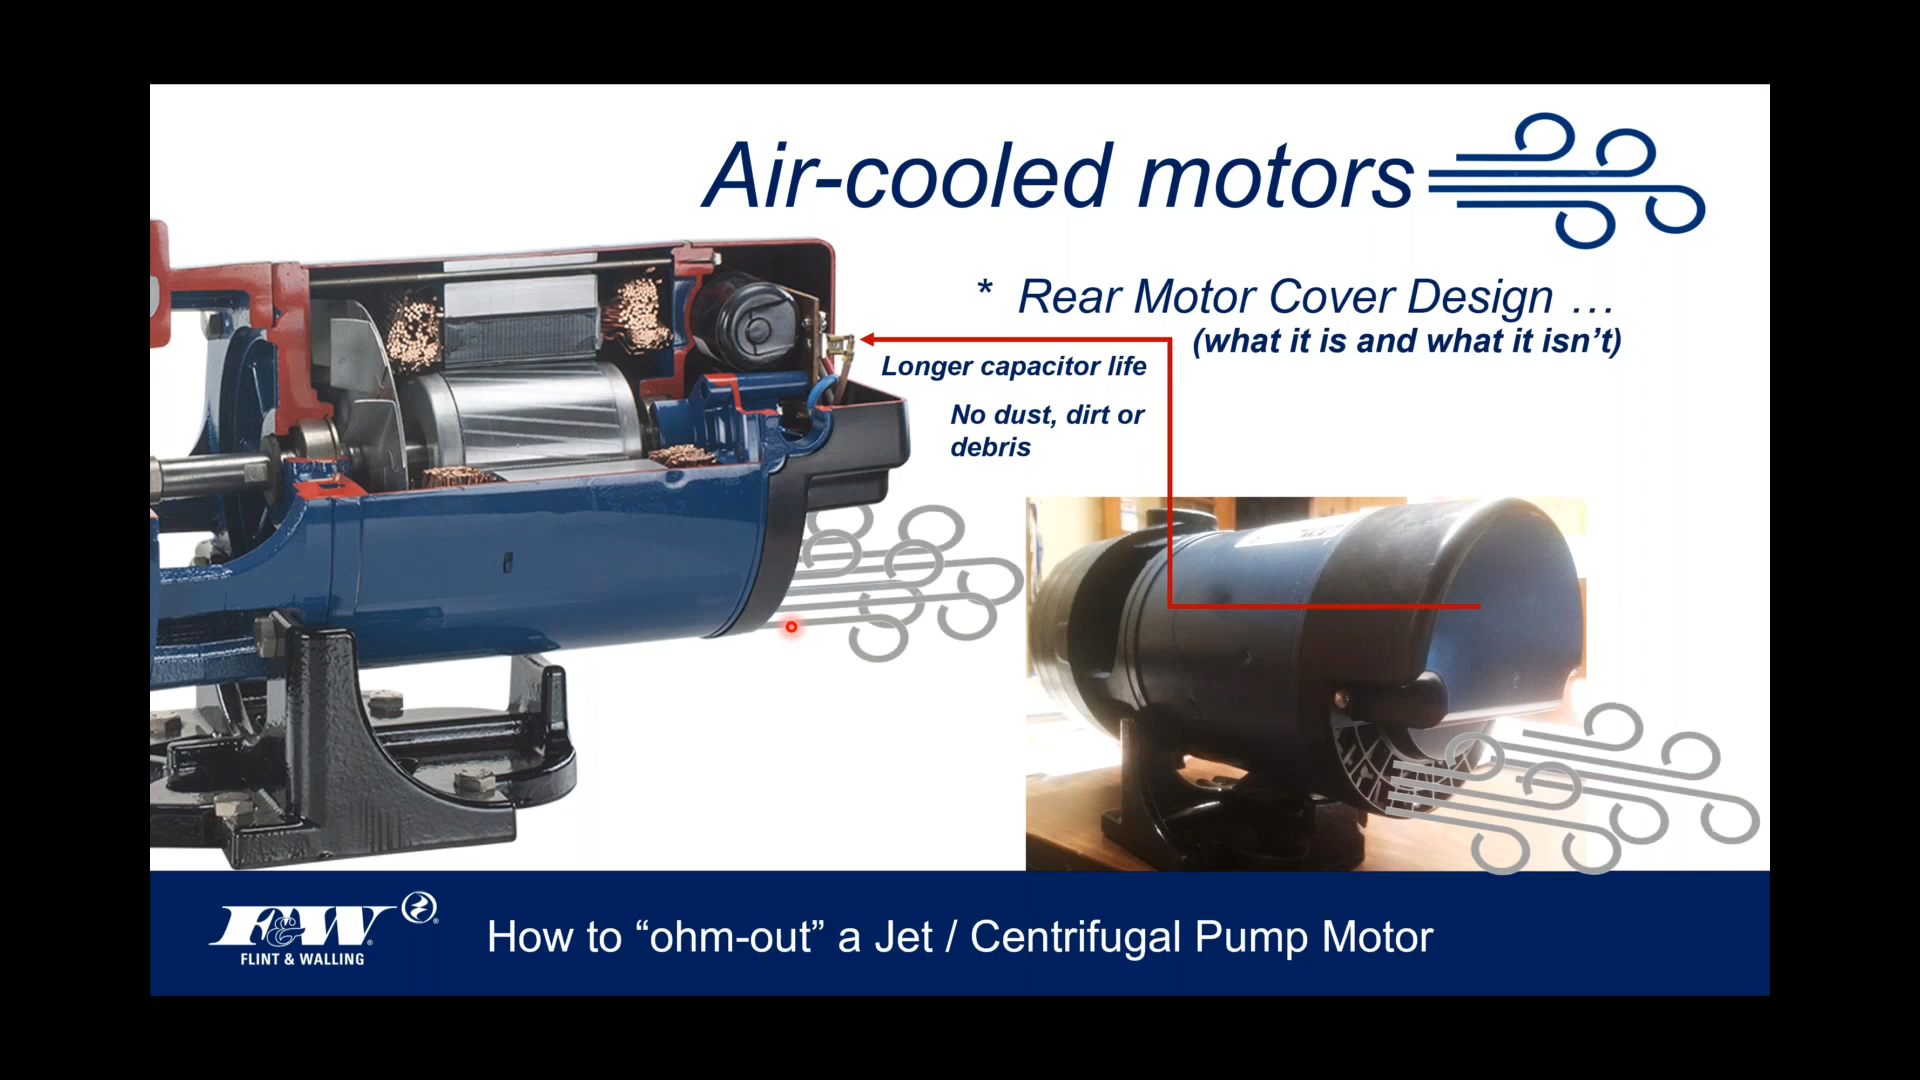 Air-cooled motors
* Rear Motor Cover Design …
(what it is and what it isn’t)
Longer capacitor life
No dust, dirt or
debris
F&W
FLINT & WALLING
How to “ohm-out” a Jet / Centrifugal Pump Motor